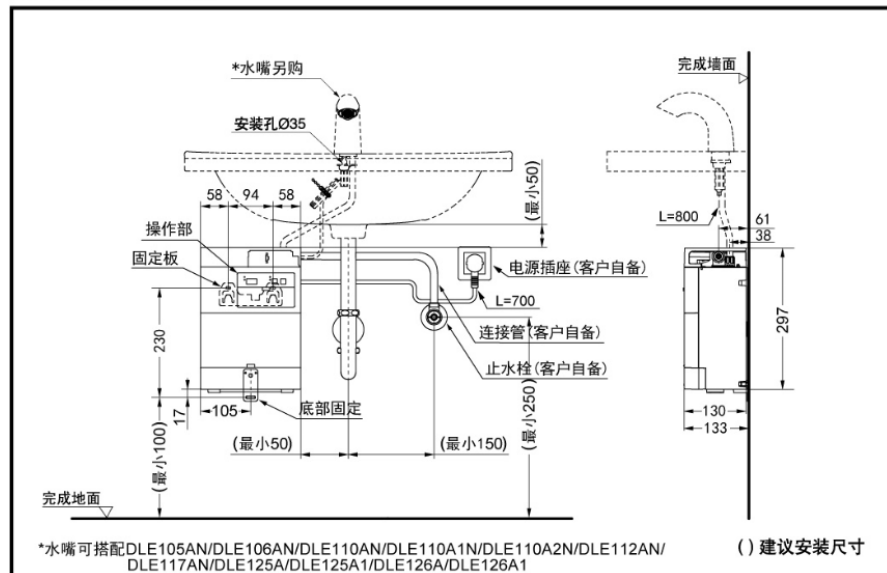 *水嘴另购
完成墙面
安装孔Ø35
58
94
58
(最小50)
L=800
61
38
操作部
固定板
电源插座(客户自备)
L=700
230
连接管(客户自备)
297
止水栓(客户自备)
17
105
底部固定
130
133
(最小100)
(最小50)
(最小150)
(最小250)
完成地面
*水嘴可搭配DLE105AN/DLE106AN/DLE110AN/DLE110A1N/DLE110A2N/DLE112AN/
DLE117AN/DLE125A/DLE125A1/DLE126A/DLE126A1
( ) 建议安装尺寸